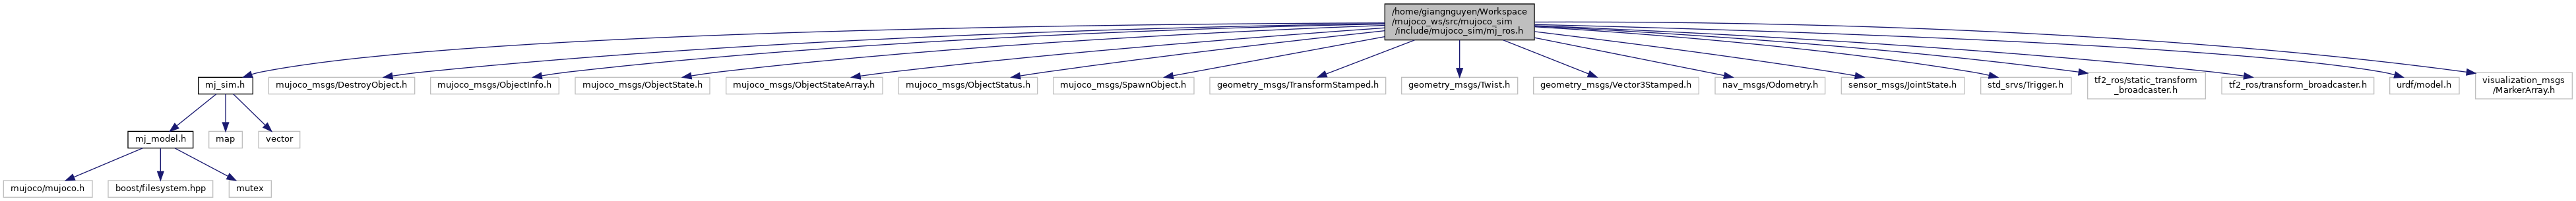 /home/giangnguyen/Workspace
/mujoco_ws/src/mujoco_sim
/include/mujoco_sim/mj_ros.h
mj_sim.h
mujoco_msgs/DestroyObject.h
mujoco_msgs/ObjectInfo.h
mujoco_msgs/ObjectState.h
mujoco_msgs/ObjectStateArray.h
mujoco_msgs/ObjectStatus.h
mujoco_msgs/SpawnObject.h
geometry_msgs/TransformStamped.h
geometry_msgs/Twist.h
geometry_msgs/Vector3Stamped.h
nav_msgs/Odometry.h
sensor_msgs/JointState.h
std_srvs/Trigger.h
tf2_ros/static_transform
_broadcaster.h
tf2_ros/transform_broadcaster.h
urdf/model.h
visualization_msgs
/MarkerArray.h
mj_model.h
map
vector
mujoco/mujoco.h
boost/filesystem.hpp
mutex